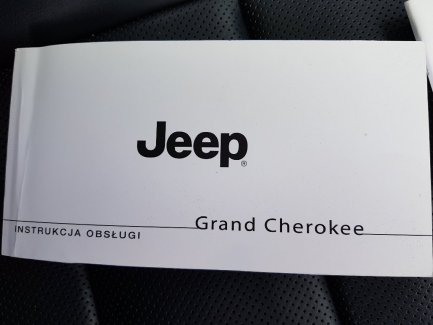 Jeep®
INSTRUKCJA OBSŁUGI
Grand Cherokee